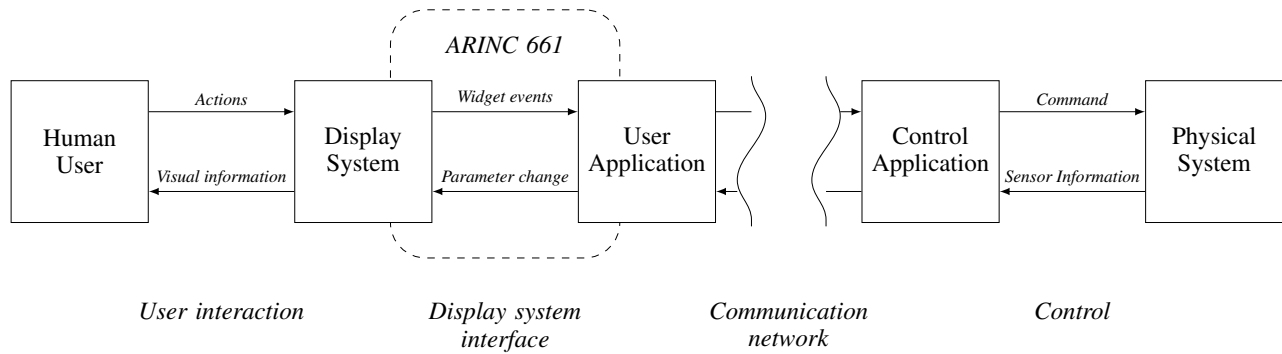 ARINC 661
Actions
Widget events
Command
Human
User
Display
System
User
Application
Control
Application
Physical
System
Visual information
Parameter change
Sensor Information
User interaction
Display system
interface
Communication
network
Control